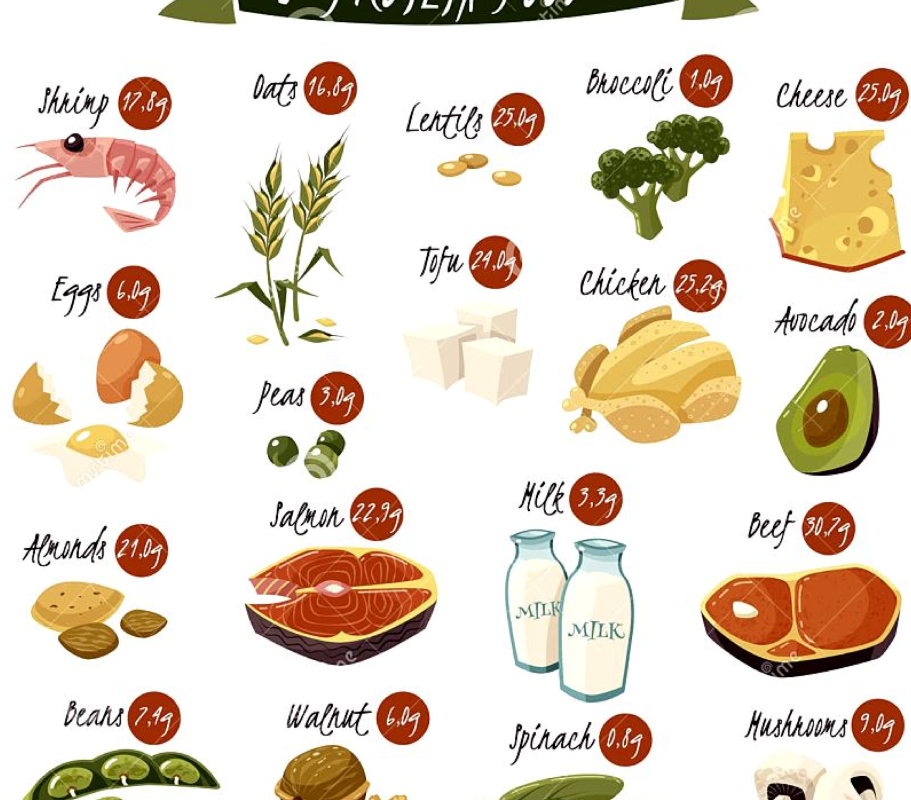 Shrimp 17,8g
Oats 16,8g
Lentils 25,0g
Broccoli 1,0g
Cheese 25,0g
Eggs 6,0g
Tofu 24,0g
Chicken 25,2g
Avocado 2,0g
Peas 3,0g
Almonds 21,0g
Salmon 22,9g
Milk 3,3g
MILK
MILK
Beef 30,7g
Beans 7,4g
Walnut 6,0g
Spinach 0,8g
Mushrooms 9,0g